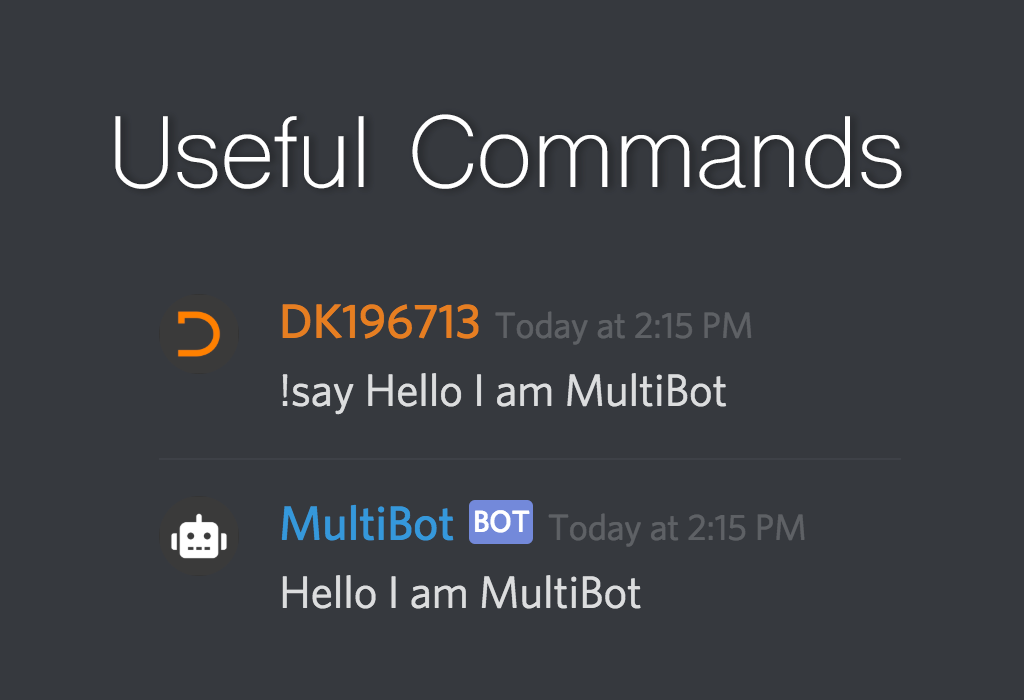 Useful Commands
DK196713 Today at 2:15 PM
!say Hello I am MultiBot
MultiBot BOT Today at 2:15 PM
Hello I am MultiBot